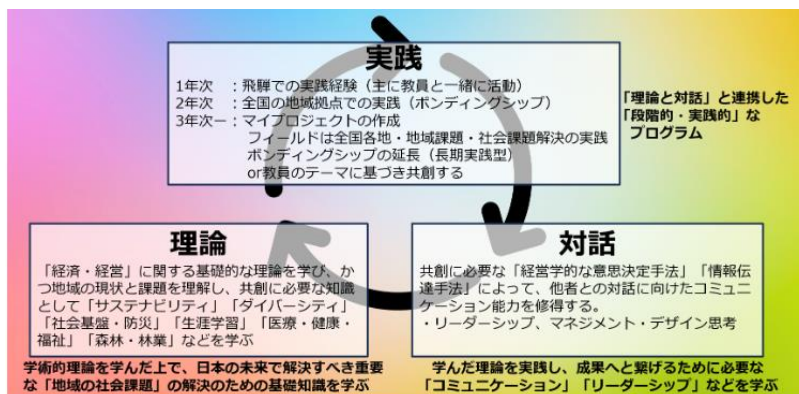 実践
1年次　：飛騨での実践経験（主に教員と一緒に活動）
2年次　：全国の地域拠点での実践（ボンディングシップ）
3年次ー：マイプロジェクトの作成
フィールドは全国各地・地域課題・社会課題解決の実践
ボンディングシップの延長（長期実践型）
or教員のテーマに基づき共創する
「理論と対話」と連携した
「段階的・実践的」な
プログラム
理論
「経済・経営」に関する基礎的な理論を学び、か
つ地域の現状と課題を理解し、共創に必要な知識
として「サステナビリティ」「ダイバーシティ」
「社会基盤・防災」「生涯学習」「医療・健康・
福祉」「森林・林業」などを学ぶ
学術的理論を学んだ上で、日本の未来で解決すべき重要
な「地域の社会課題」の解決のための基礎知識を学ぶ
対話
共創に必要な「経営学的な意思決定手法」「情報伝
達手法」によって、他者との対話に向けたコミュニ
ケーション能力を修得する。
・リーダーシップ、マネジメント・デザイン思考
学んだ理論を実践し、成果へと繋げるために必要な
「コミュニケーション」「リーダーシップ」などを学ぶ